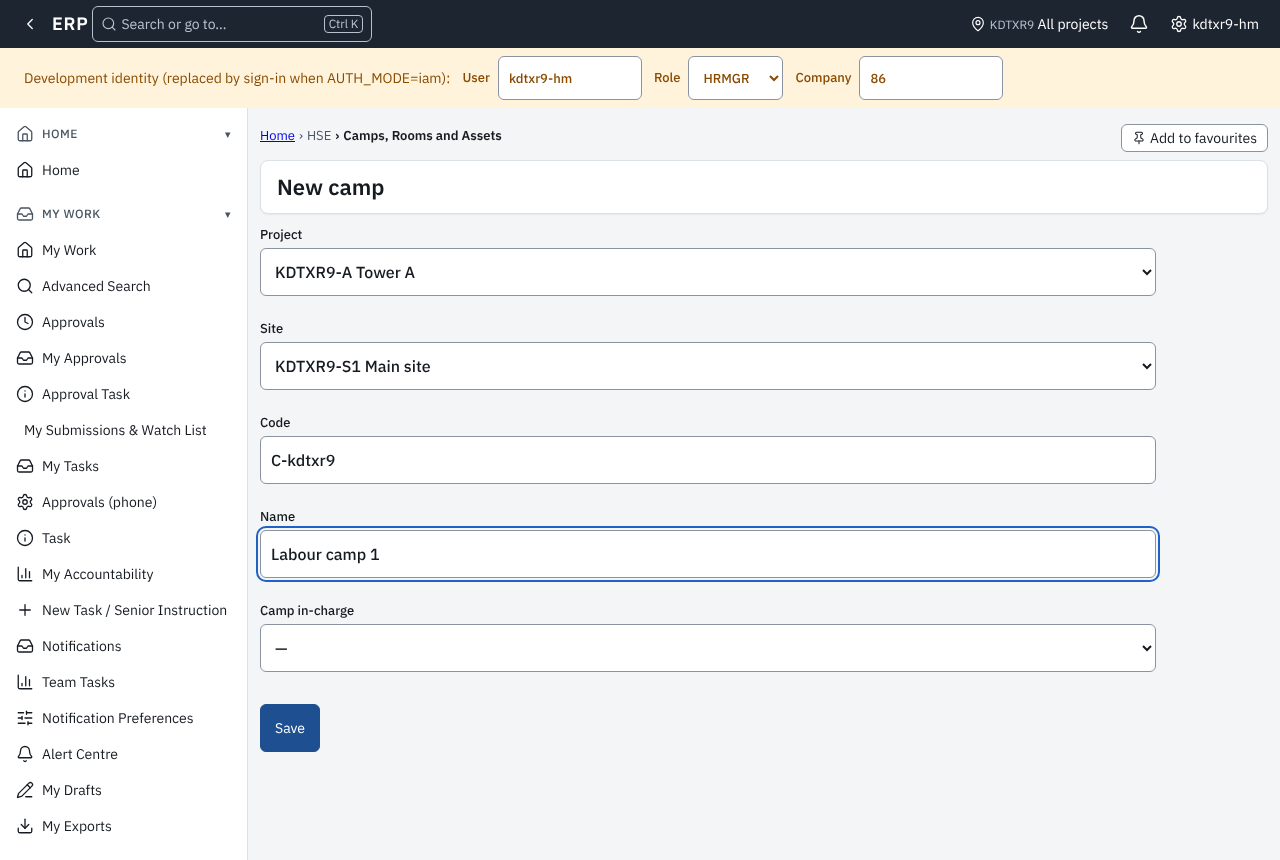 ERP
Search or go to...
Ctrl K
KDTXR9 All projects
kdtxr9-hm
Development identity (replaced by sign-in when AUTH_MODE=iam): User kdtxr9-hm Role HRMGR Company 86
HOME
Home
MY WORK
My Work
Advanced Search
Approvals
My Approvals
Approval Task
My Submissions & Watch List
My Tasks
Approvals (phone)
Task
My Accountability
New Task / Senior Instruction
Notifications
Team Tasks
Notification Preferences
Alert Centre
My Drafts
My Exports
Home › HSE › Camps, Rooms and Assets
Add to favourites
New camp
Project
KDTXR9-A Tower A
Site
KDTXR9-S1 Main site
Code
C-kdtxr9
Name
Labour camp 1
Camp in-charge
—
Save